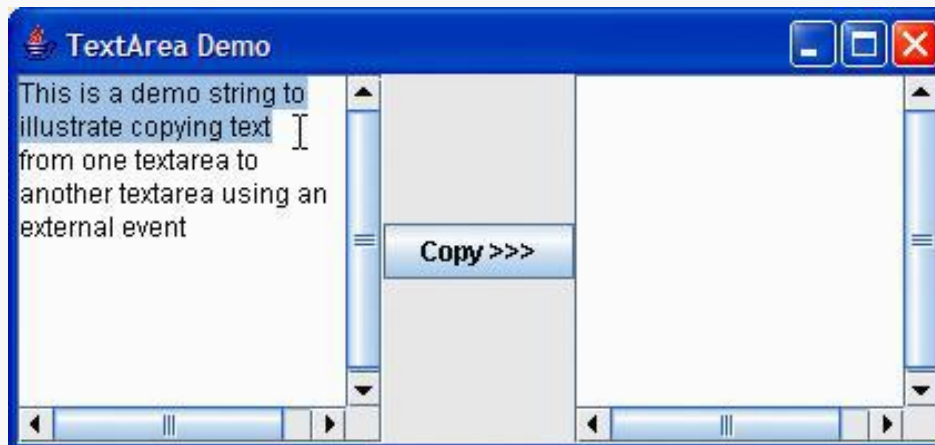 TextArea Demo
This is a demo string to
illustrate copying text
from one textarea to
another textarea using an
external event
Copy >>>